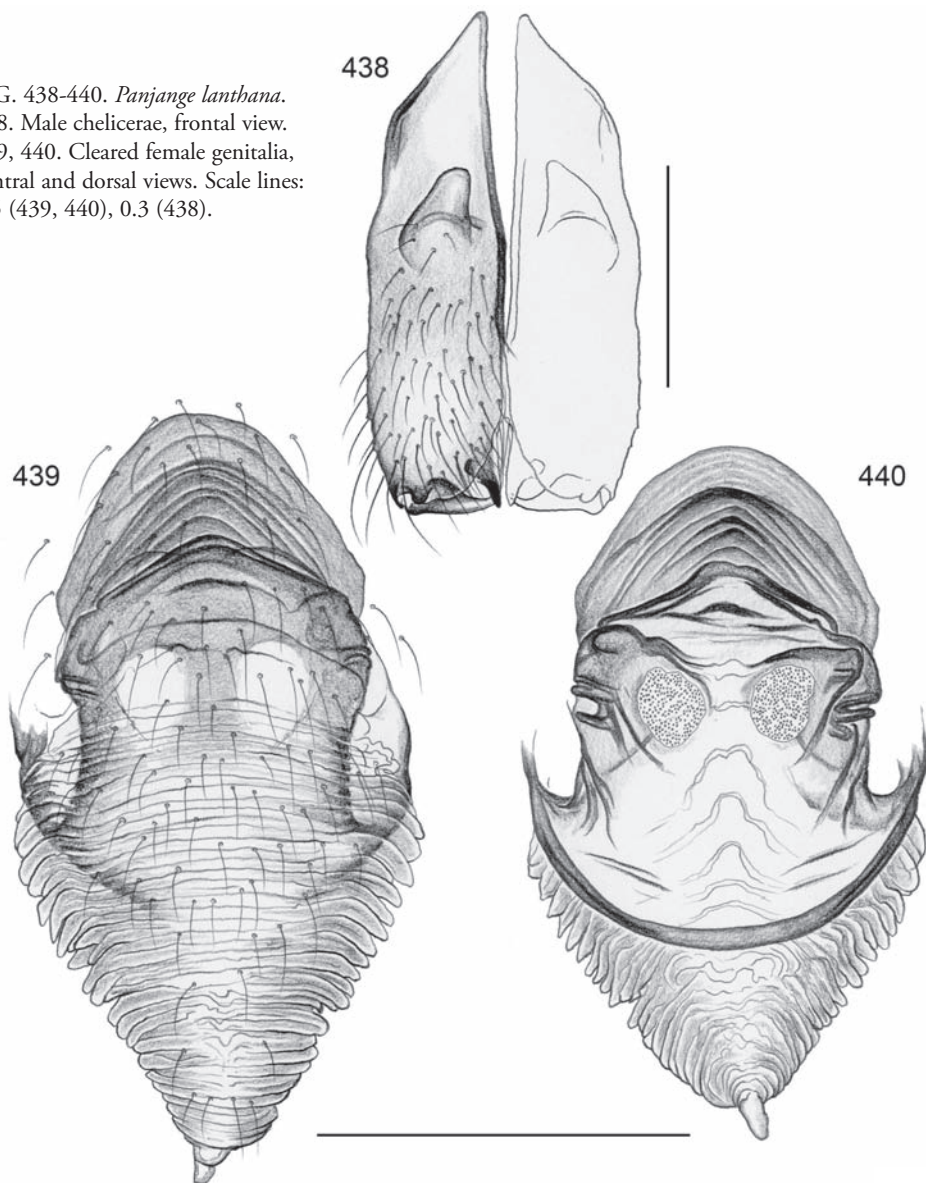 G. 438-440. Panjange lanthana.
8. Male chelicerae, frontal view.
9, 440. Cleared female genitalia,
ntral and dorsal views. Scale lines:
(439, 440), 0.3 (438).
438
439
440